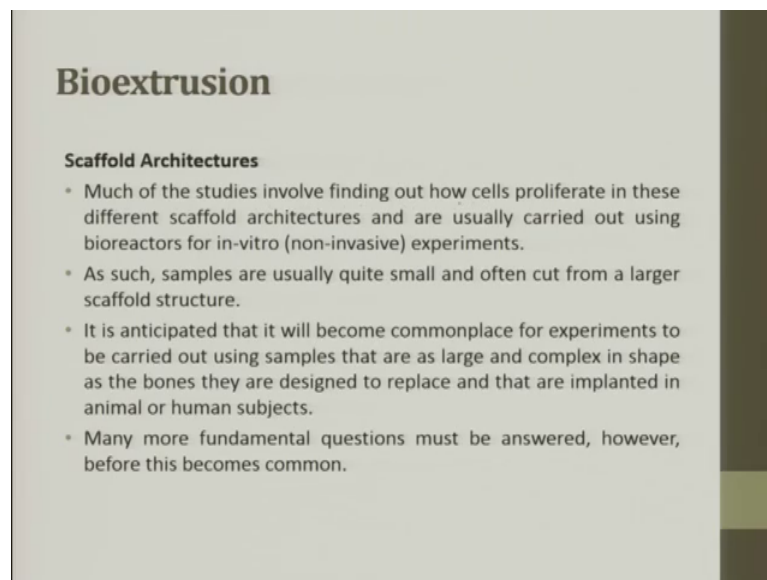 Bioextrusion
Scaffold Architectures
• Much of the studies involve finding out how cells proliferate in these
different scaffold architectures and are usually carried out using
bioreactors for in-vitro (non-invasive) experiments.
• As such, samples are usually quite small and often cut from a larger
scaffold structure.
• It is anticipated that it will become commonplace for experiments to
be carried out using samples that are as large and complex in shape
as the bones they are designed to replace and that are implanted in
animal or human subjects.
• Many more fundamental questions must be answered, however,
before this becomes common.